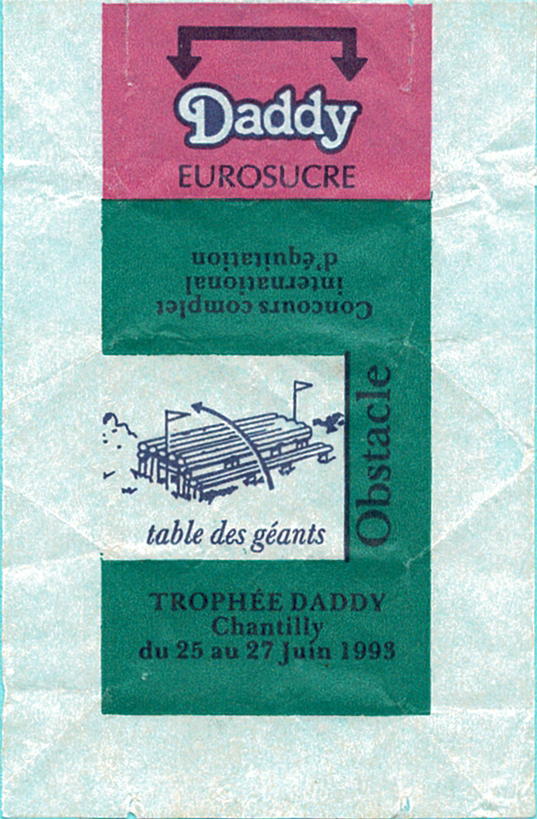 Daddy
EUROSUCRE
Concours complet
international
d'équitation
Obstacle
table des géants
TROPHÉE DADDY
Chantilly
du 25 au 27 Juin 1993